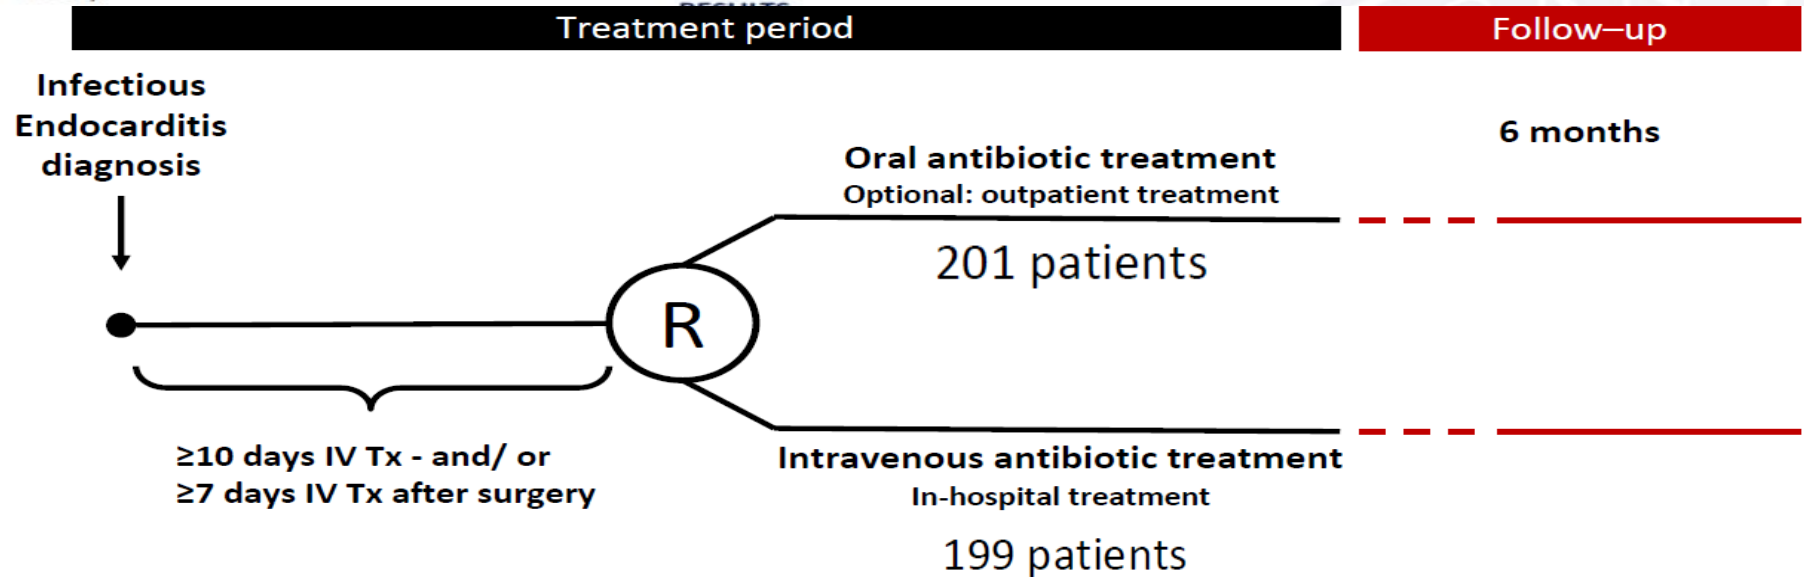 RESULTS
Treatment period
Follow–up
Infectious
Endocarditis
diagnosis
6 months
Oral antibiotic treatment
Optional: outpatient treatment
201 patients
R
≥10 days IV Tx - and/ or
≥7 days IV Tx after surgery
Intravenous antibiotic treatment
In-hospital treatment
199 patients